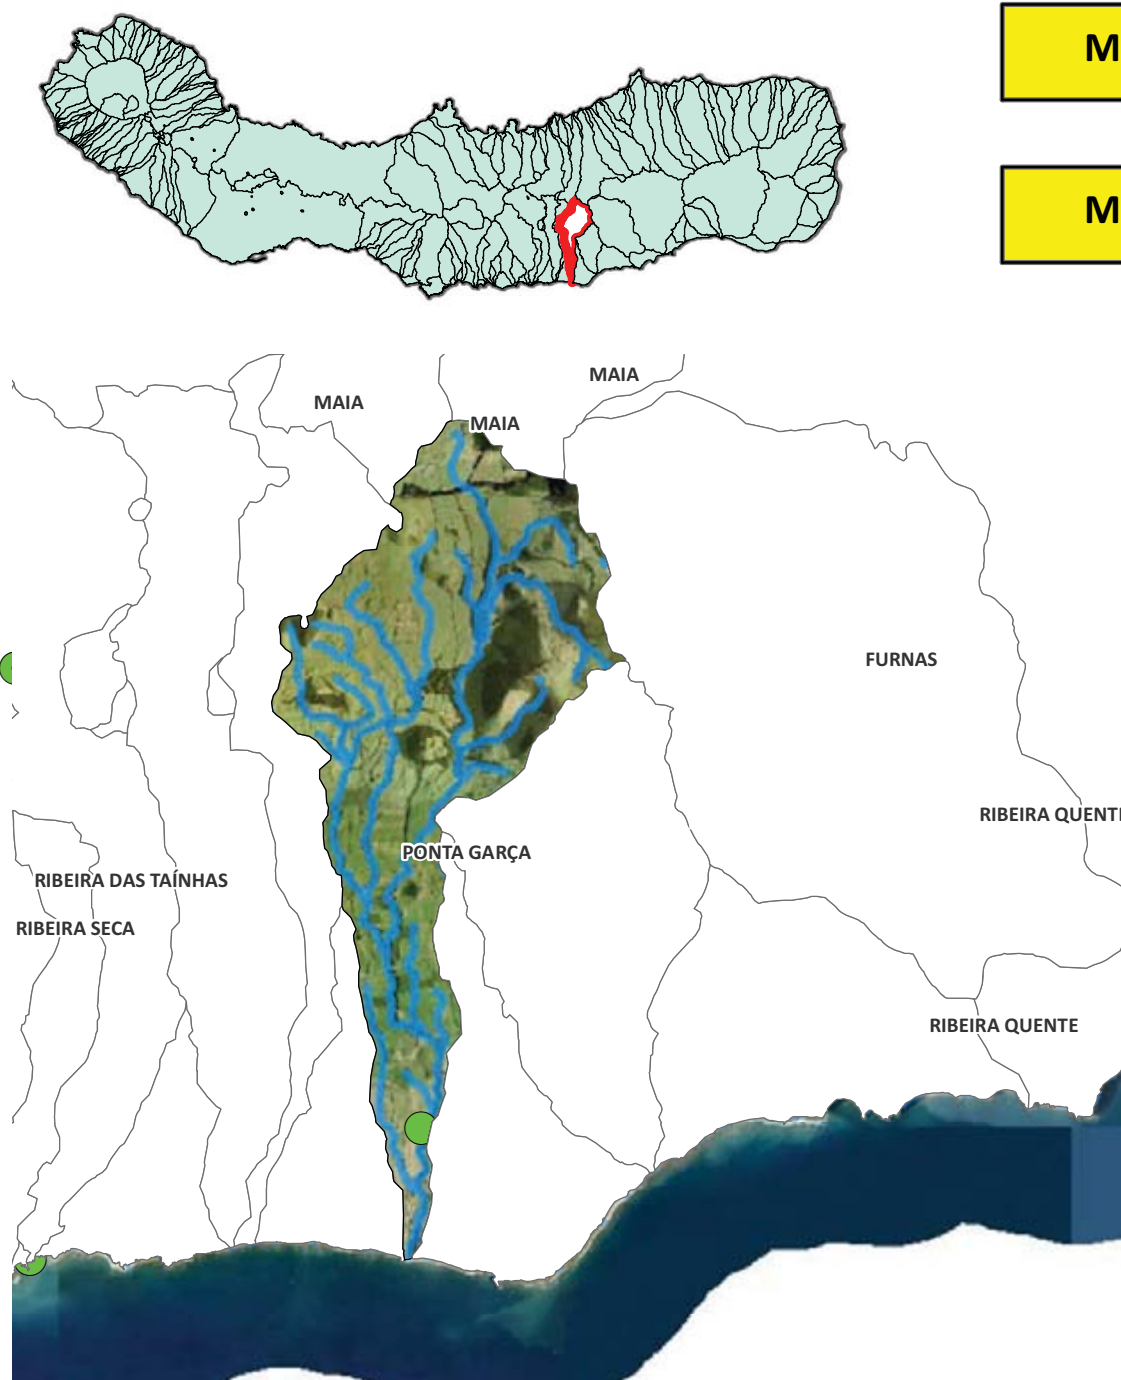 M
M
MAIA
MAIA
MAIA
FURNAS
RIBEIRA QUENTE
PONTA GARÇA
RIBEIRA DAS TAÍNHAS
RIBEIRA SECA
RIBEIRA QUENTE